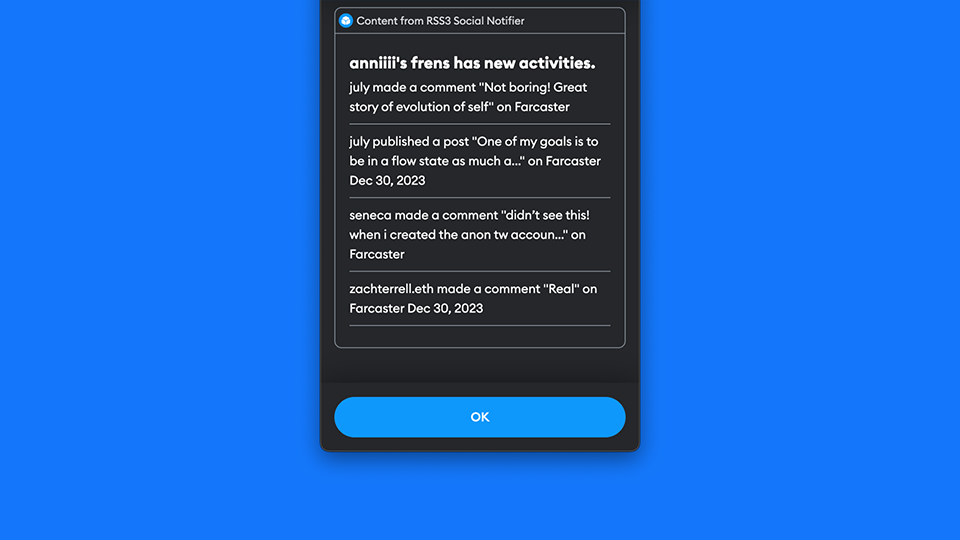 Content from RSS3 Social Notifier
anniiii's frens has new activities.
july made a comment "Not boring! Great
story of evolution of self" on Farcaster
july published a post "One of my goals is to
be in a flow state as much a..." on Farcaster
Dec 30, 2023
seneca made a comment "didn’t see this!
when i created the anon tw accoun..." on
Farcaster
zachterrell.eth made a comment "Real" on
Farcaster Dec 30, 2023
OK